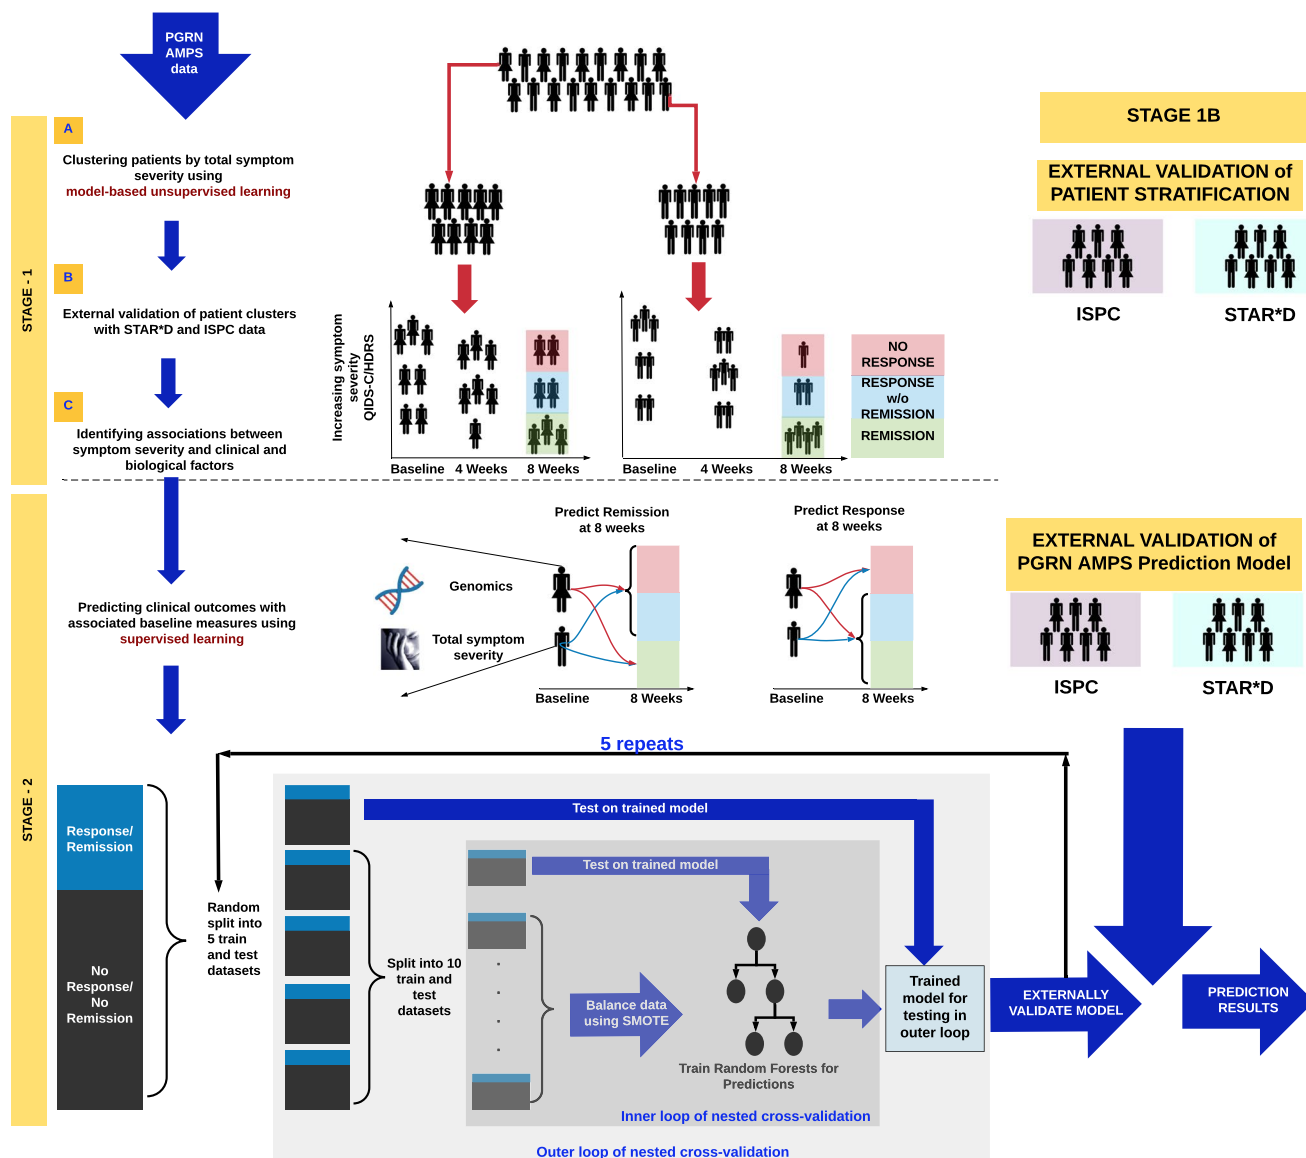 PGRN
AMPS
data
STAGE - 1
A
Clustering patients by total symptom
severity using
model-based unsupervised learning
B
External validation of patient clusters
with STAR*D and ISPC data
C
Identifying associations between
symptom severity and clinical and
biological factors
Increasing symptom
severity
QIDS-C/HDRS
Baseline
4 Weeks
8 Weeks
Baseline
4 Weeks
8 Weeks
NO
RESPONSE
RESPONSE
w/o
REMISSION
REMISSION
STAGE 1B
EXTERNAL VALIDATION of
PATIENT STRATIFICATION
ISPC
STAR*D
STAGE - 2
Predicting clinical outcomes with
associated baseline measures using
supervised learning
Genomics
Total symptom
severity
Predict Remission
at 8 weeks
Baseline
8 Weeks
Predict Response
at 8 weeks
Baseline
8 Weeks
EXTERNAL VALIDATION of
PGRN AMPS Prediction Model
ISPC
STAR*D
5 repeats
Response/
Remission
No
Response/
No
Remission
Random
split into
5 train
and test
datasets
Test on trained model
Split into 10
train and
test
datasets
Test on trained model
Balance data
using SMOTE
Train Random Forests for
Predictions
Inner loop of nested cross-validation
Outer loop of nested cross-validation
Trained
model for
testing in
outer loop
EXTERNALLY
VALIDATE MODEL
PREDICTION
RESULTS